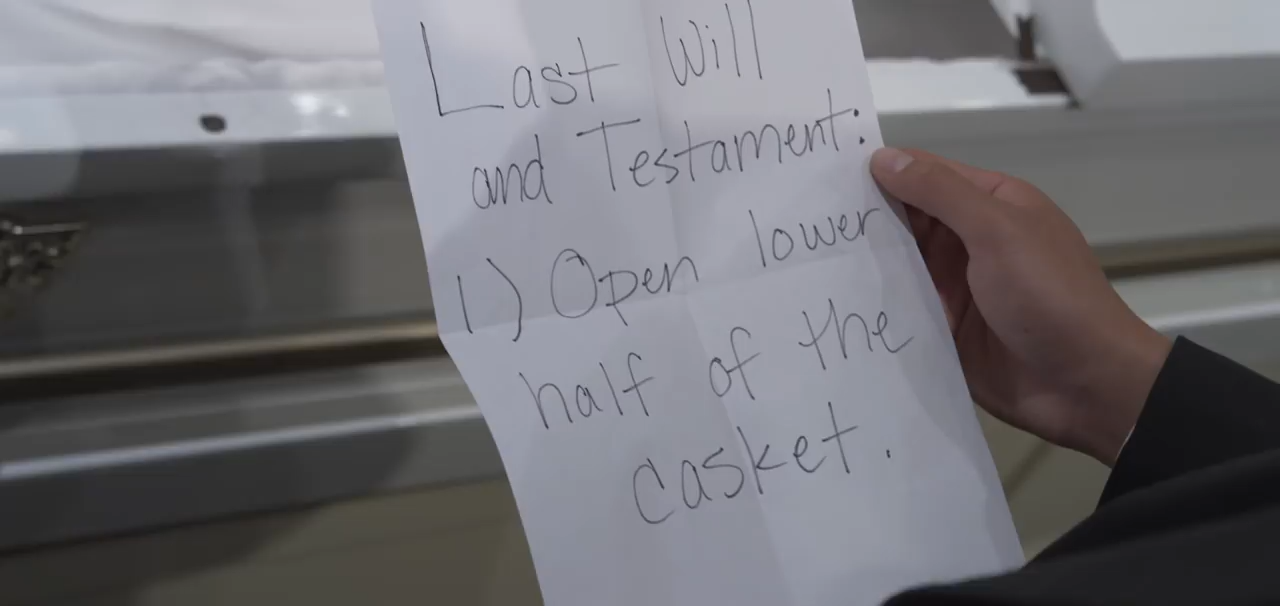 Last Will
and Testament:
1) Open lower
half of the
casket.